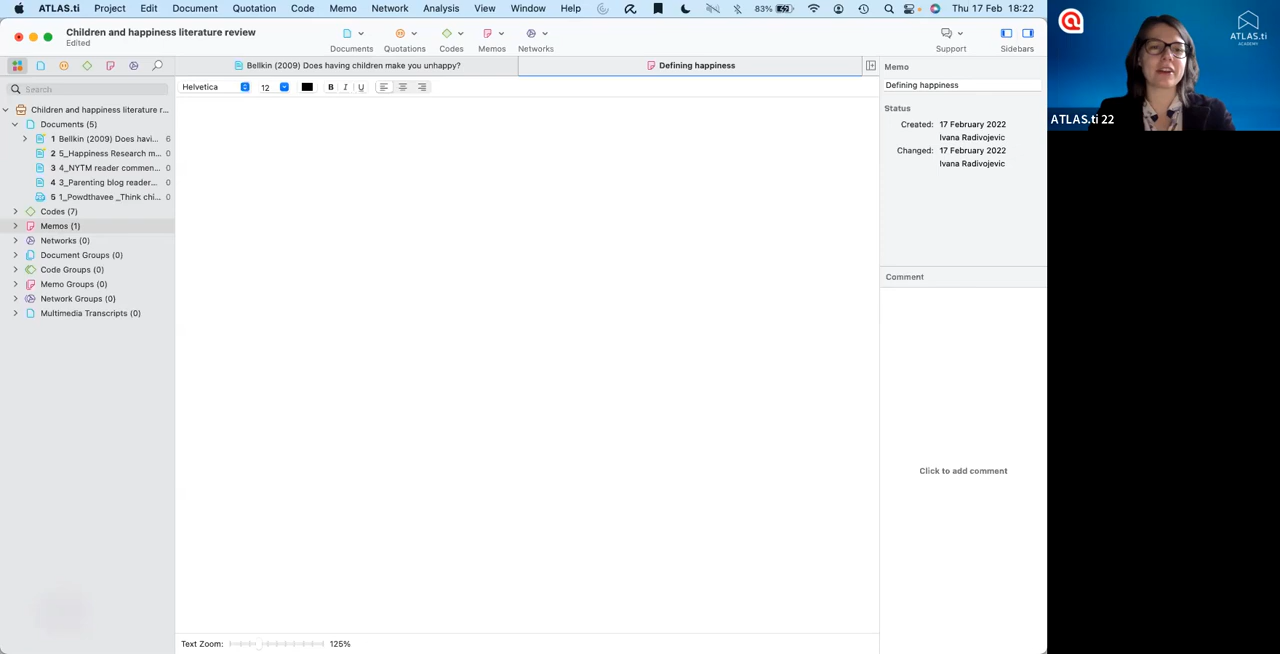 ATLAS.ti Project Edit Document Quotation Code Memo Network Analysis View Window Help 83% Thu 17 Feb 18:22
Children and happiness literature review
Edited
Documents Quotations Codes Memos Networks Support Sidebars
Bellkin (2009) Does having children make you unhappy? Defining happiness
Search
Helvetica 12 B I U
Children and happiness literature r...
Documents (5)
1 Bellkin (2009) Does havi... 6
2 5_Happiness Research m... 0
3 4_NYTM reader commen... 0
4 3_Parenting blog reader... 0
5 1_Powdthavee _Think chi... 0
Codes (7)
Memos (1)
Networks (0)
Document Groups (0)
Code Groups (0)
Memo Groups (0)
Network Groups (0)
Multimedia Transcripts (0)
Text Zoom: 125%
Memo
Defining happiness
Status
Created: 17 February 2022
Ivana Radivojevic
Changed: 17 February 2022
Ivana Radivojevic
Comment
Click to add comment
ATLAS.ti
ACADEMY
ATLAS.ti 22